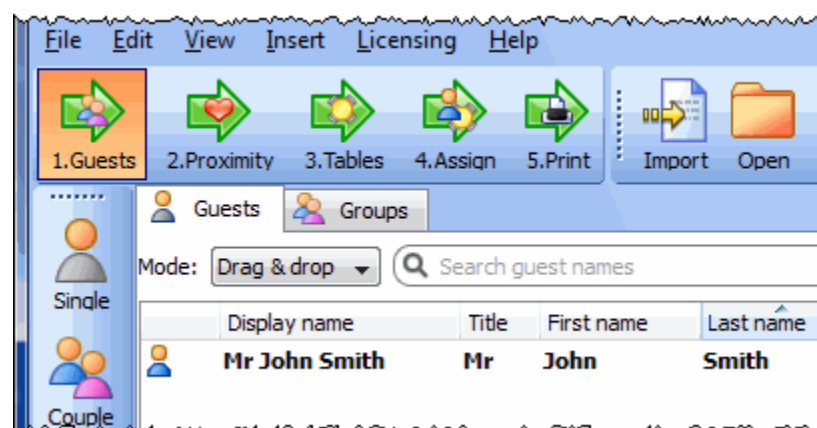 File Edit View Insert Licensing Help
1.Guests 2.Proximity 3.Tables 4.Assign 5.Print Import Open
Guests Groups
Mode: Drag & drop Search guest names
Single
Display name Title First name Last name
Mr John Smith Mr John Smith
Couple